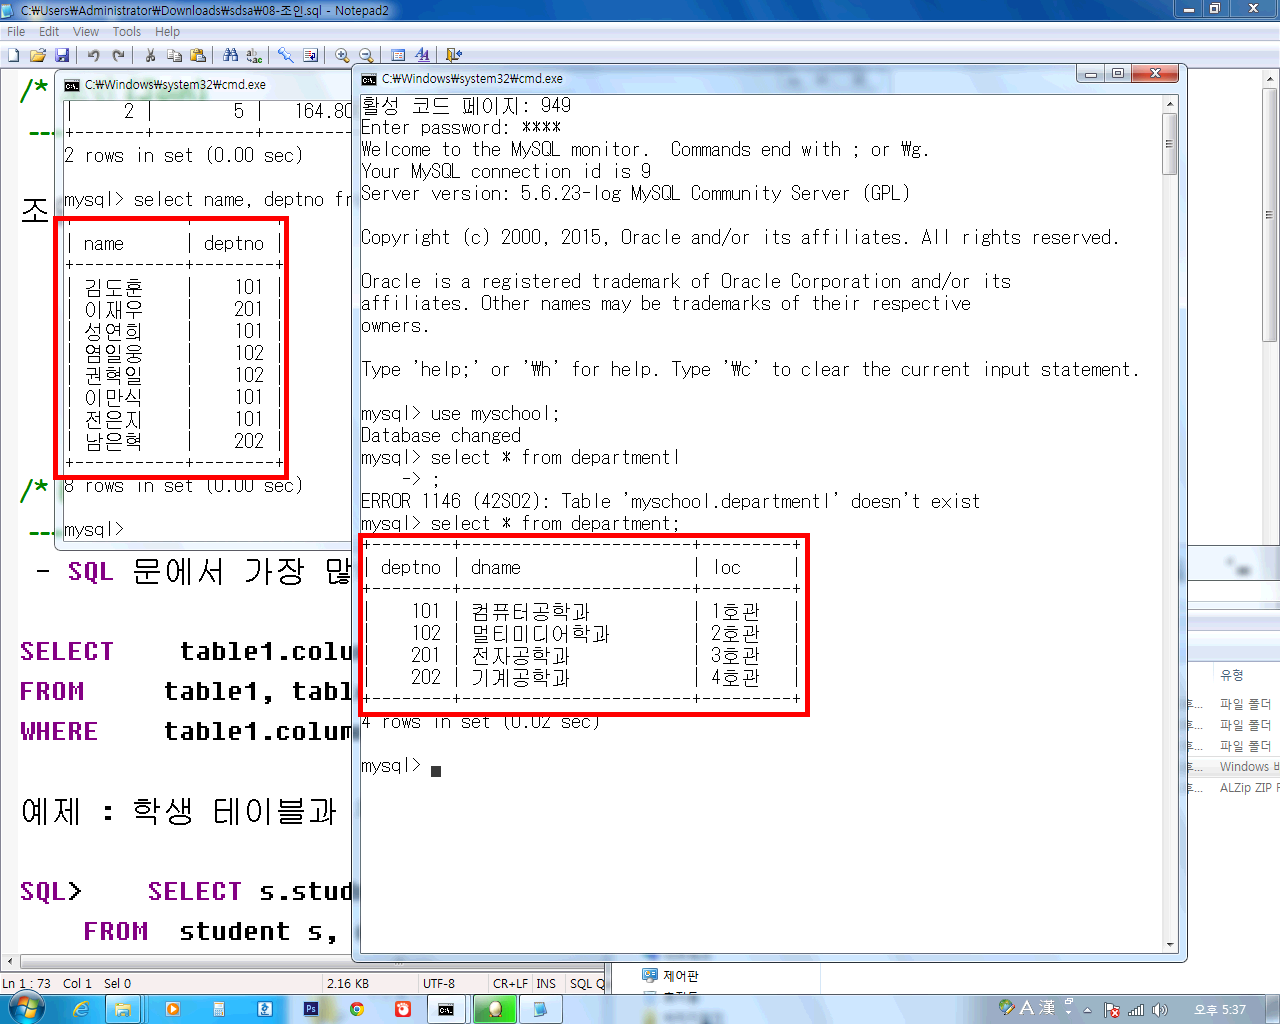 C:₩Users₩Administrator₩Downloads₩sdsa₩08-조인.sql - Notepad2
File Edit View Tools Help
C:₩Windows₩system32₩cmd.exe
| 2 | 5 | 164.80
+-------+----------+---------
2 rows in set (0.00 sec)
mysql> select name, deptno fr
| name | deptno |
+-----------+--------+
| 김도훈 | 101 |
| 이재우 | 201 |
| 성연희 | 101 |
| 염일웅 | 102 |
| 권혁일 | 102 |
| 이만식 | 101 |
| 전은지 | 101 |
| 남은혁 | 202 |
+-----------+--------+
8 rows in set (0.00 sec)
mysql>
C:₩Windows₩system32₩cmd.exe
활성 코드 페이지: 949
Enter password: ****
Welcome to the MySQL monitor.  Commands end with ; or ₩g.
Your MySQL connection id is 9
Server version: 5.6.23-log MySQL Community Server (GPL)
Copyright (c) 2000, 2015, Oracle and/or its affiliates. All rights reserved.
Oracle is a registered trademark of Oracle Corporation and/or its
affiliates. Other names may be trademarks of their respective
owners.
Type 'help;' or '₩h' for help. Type '₩c' to clear the current input statement.
mysql> use myschool;
Database changed
mysql> select * from departmentl
    -> ;
ERROR 1146 (42S02): Table 'myschool.departmentl' doesn't exist
mysql> select * from department;
+--------+-----------------------+---------+
| deptno | dname | loc |
+--------+-----------------------+---------+
| 101 | 컴퓨터공학과 | 1호관 |
| 102 | 멀티미디어학과 | 2호관 |
| 201 | 전자공학과 | 3호관 |
| 202 | 기계공학과 | 4호관 |
+--------+-----------------------+---------+
4 rows in set (0.02 sec)
mysql>
/*
---
조
/*
---
- SQL 문에서 가장 많
SELECT table1.colu
FROM table1, tabl
WHERE table1.colum
예제 : 학생 테이블과
SQL> SELECT s.stud
FROM student s,
유형
후... 파일 폴더
후... 파일 폴더
후... 파일 폴더
후... Windows 배
후... ALZip ZIP F
제어판
Ln 1 : 73 Col 1 Sel 0 2.16 KB UTF-8 CR+LF INS SQL Q
A 漢
오후 5:37